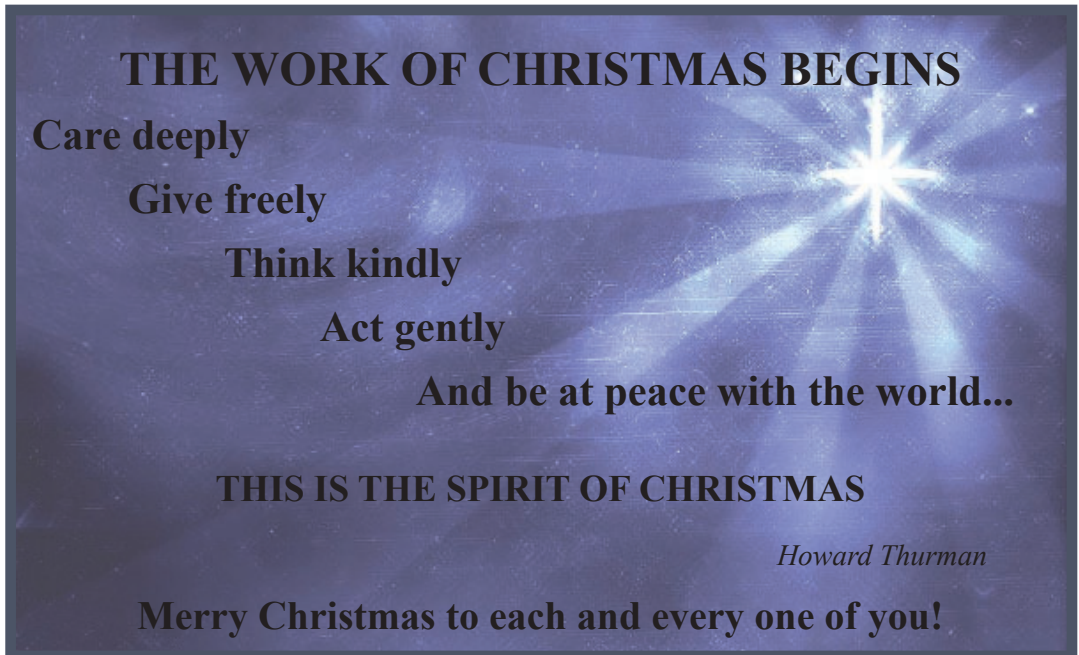 THE WORK OF CHRISTMAS BEGINS
Care deeply
Give freely
Think kindly
Act gently
And be at peace with the world...
THIS IS THE SPIRIT OF CHRISTMAS
Howard Thurman
Merry Christmas to each and every one of you!